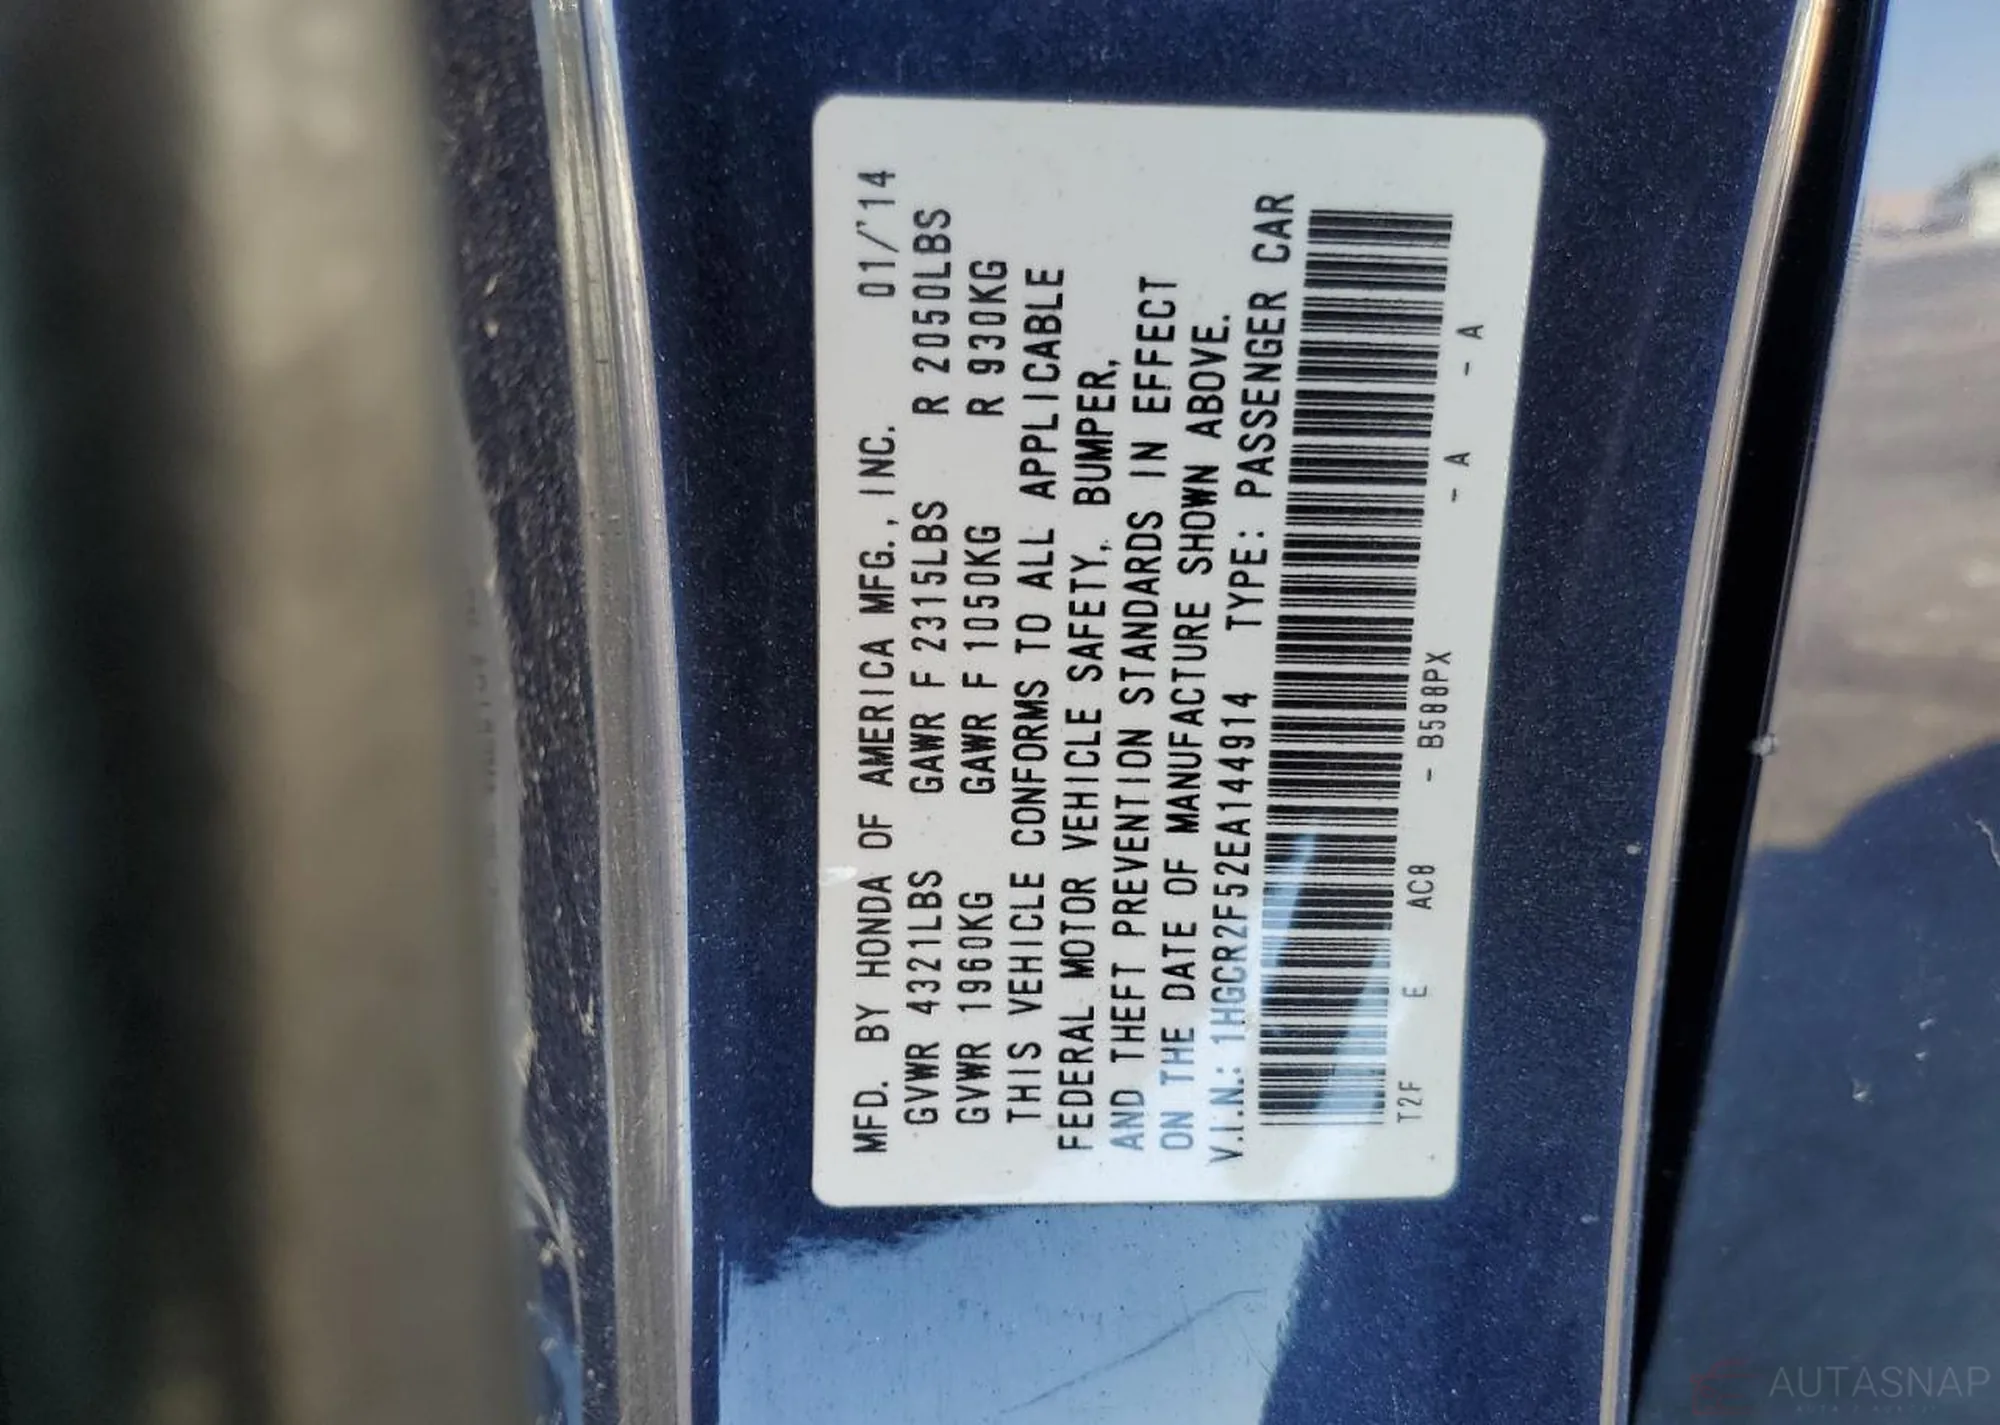 MFD. BY HONDA OF AMERICA MFG., INC. 01/'14
GVWR 4321LBS GAWR F 2315LBS R 2050LBS
GVWR 1960KG GAWR F 1050KG R 930KG
THIS VEHICLE CONFORMS TO ALL APPLICABLE
FEDERAL MOTOR VEHICLE SAFETY, BUMPER,
AND THEFT PREVENTION STANDARDS IN EFFECT
ON THE DATE OF MANUFACTURE SHOWN ABOVE.
V.I.N.: 1HGCR2F52EA144914 TYPE: PASSENGER CAR
T2F E AC8 - B588PX - A - A
AUTASNAP